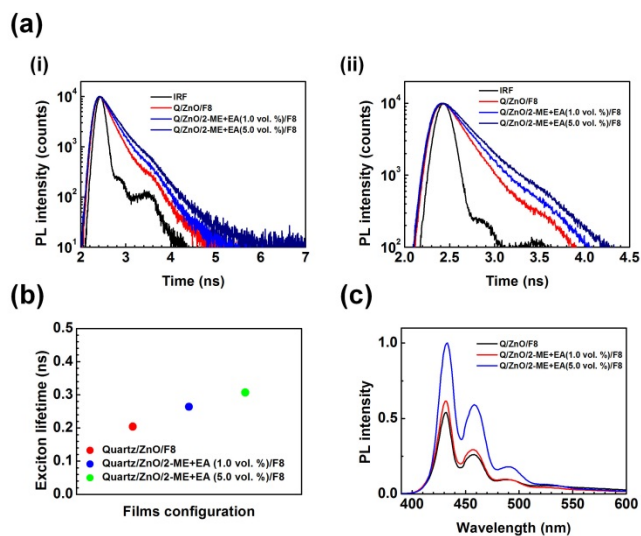 (a)
(i)
PL intensity (counts)
10^4
10^3
10^2
10^1
IRF
Q/ZnO/F8
Q/ZnO/2-ME+EA(1.0 vol. %)/F8
Q/ZnO/2-ME+EA(5.0 vol. %)/F8
2 3 4 5 6 7
Time (ns)
(ii)
PL intensity (counts)
10^4
10^3
10^2
IRF
Q/ZnO/F8
Q/ZnO/2-ME+EA(1.0 vol. %)/F8
Q/ZnO/2-ME+EA(5.0 vol. %)/F8
2.0 2.5 3.0 3.5 4.0 4.5
Time (ns)
(b)
Exciton lifetime (ns)
0.5
0.4
0.3
0.2
0.1
0.0
Quartz/ZnO/F8
Quartz/ZnO/2-ME+EA (1.0 vol. %)/F8
Quartz/ZnO/2-ME+EA (5.0 vol. %)/F8
Films configuration
(c)
PL intensity
1.0
0.5
0.0
Q/ZnO/F8
Q/ZnO/2-ME+EA(1.0 vol. %)/F8
Q/ZnO/2-ME+EA(5.0 vol. %)/F8
400 450 500 550 600
Wavelength (nm)